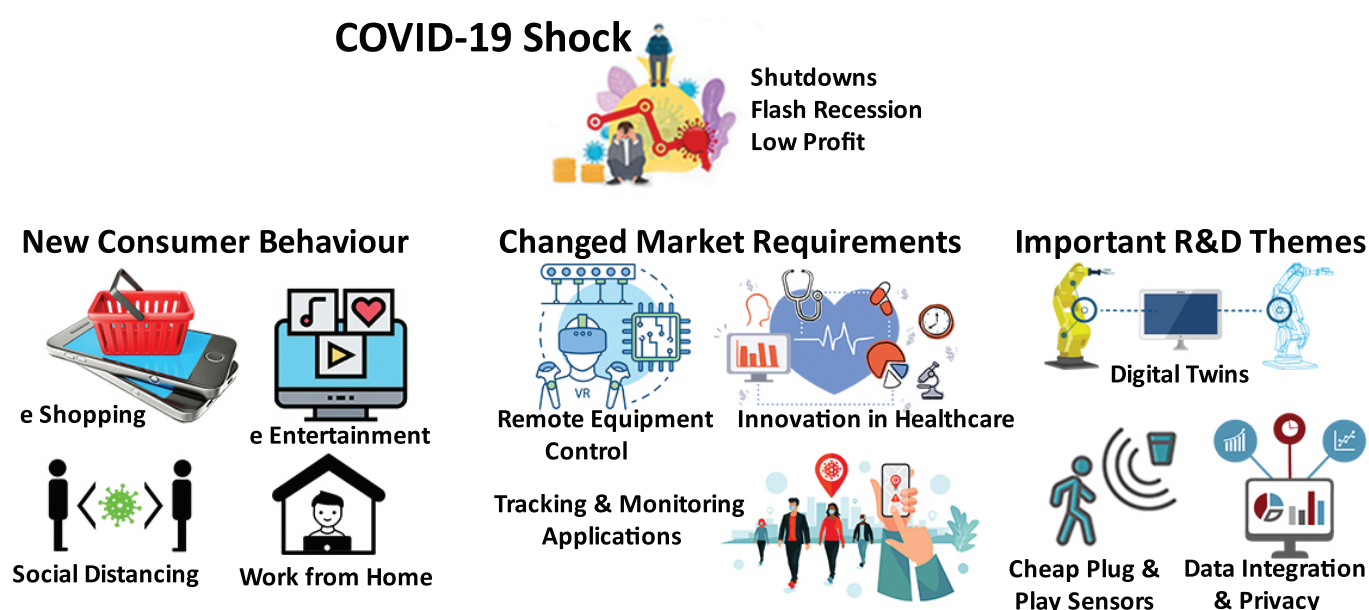 COVID-19 Shock
Shutdowns
Flash Recession
Low Profit
New Consumer Behaviour
e Shopping
e Entertainment
Social Distancing
Work from Home
Changed Market Requirements
VR
Remote Equipment
Control
Innovation in Healthcare
Tracking & Monitoring
Applications
Important R&D Themes
Digital Twins
Cheap Plug &
Play Sensors
Data Integration
& Privacy